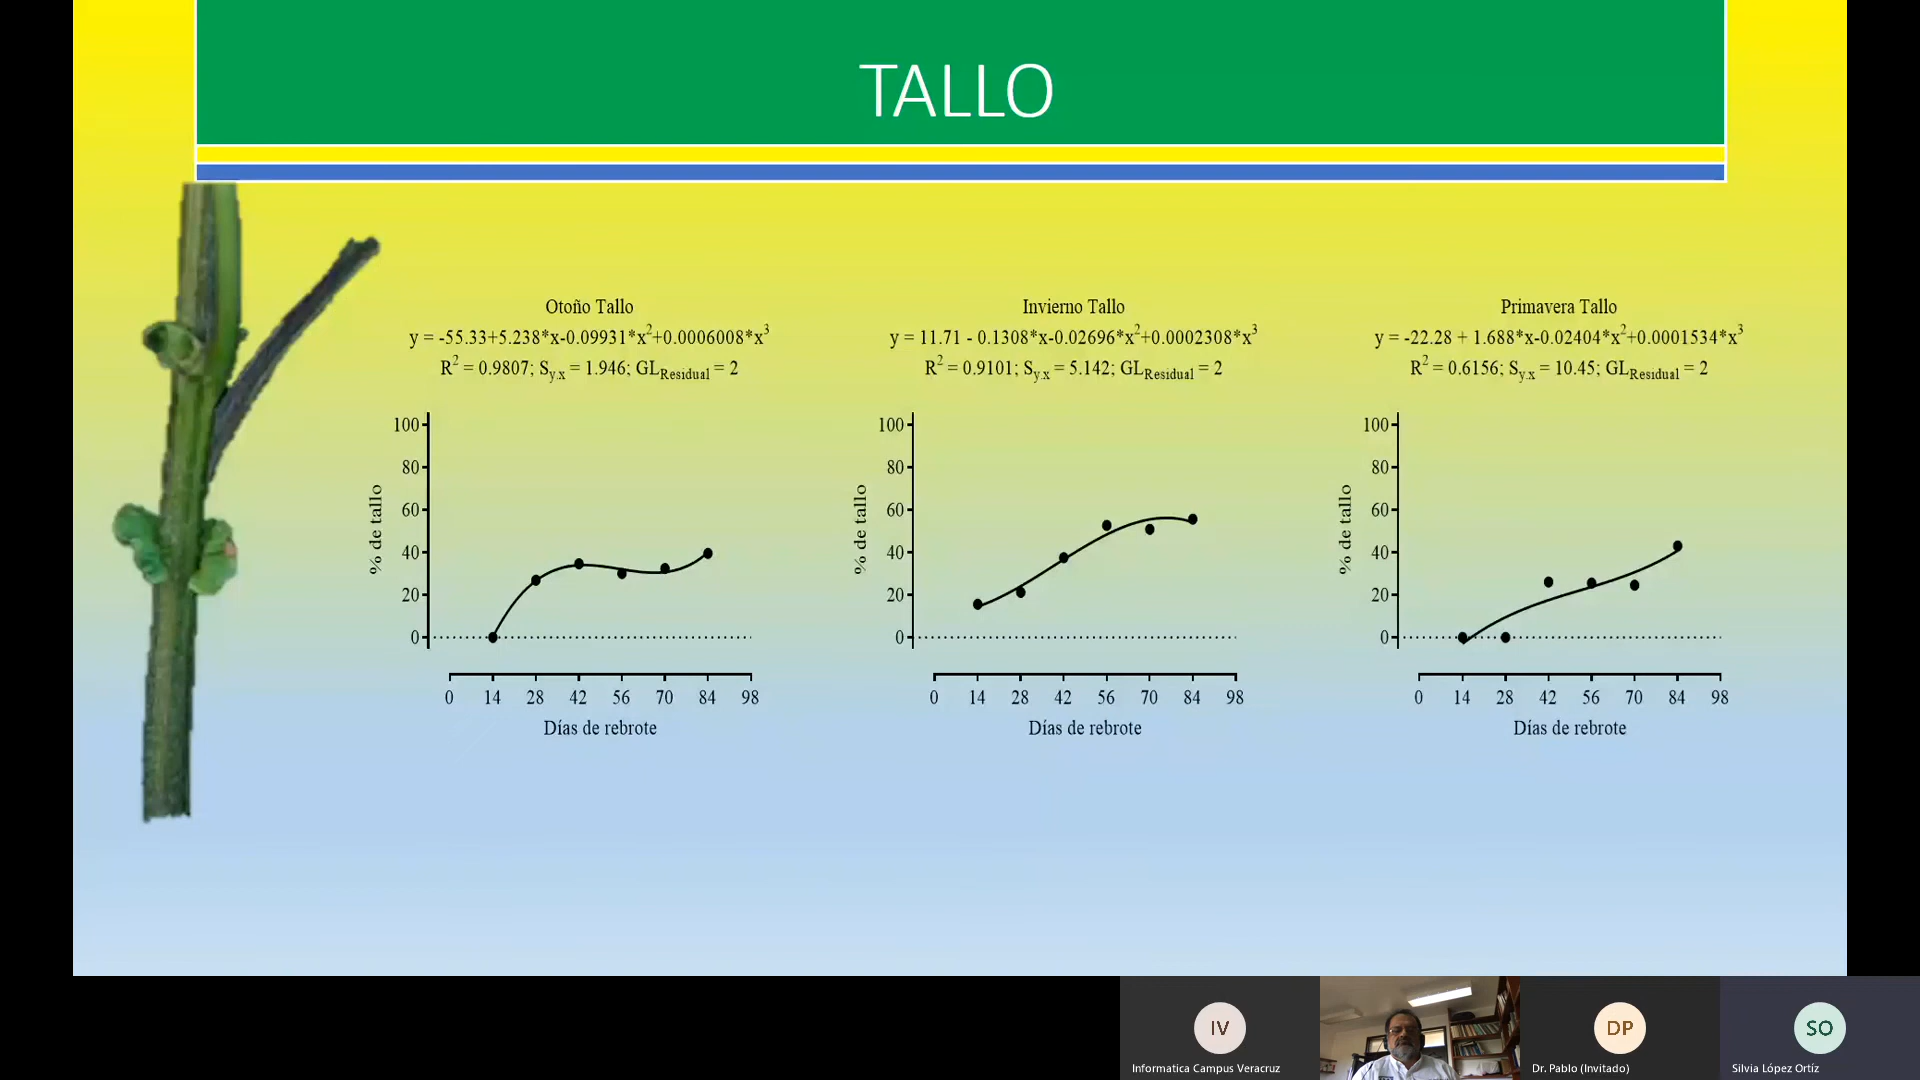 TALLO
Otoño Tallo
y = -55.33+5.238*x-0.09931*x²+0.0006008*x³
R² = 0.9807; Sy.x = 1.946; GLResidual = 2
100
80
60
40
20
0
% de tallo
0 14 28 42 56 70 84 98
Días de rebrote
Invierno Tallo
y = 11.71 - 0.1308*x-0.02696*x²+0.0002308*x³
R² = 0.9101; Sy.x = 5.142; GLResidual = 2
100
80
60
40
20
0
% de tallo
0 14 28 42 56 70 84 98
Días de rebrote
Primavera Tallo
y = -22.28 + 1.688*x-0.02404*x²+0.0001534*x³
R² = 0.6156; Sy.x = 10.45; GLResidual = 2
100
80
60
40
20
0
% de tallo
0 14 28 42 56 70 84 98
Días de rebrote
IV
Informatica Campus Veracruz
DP
Dr. Pablo (Invitado)
SO
Silvia López Ortíz